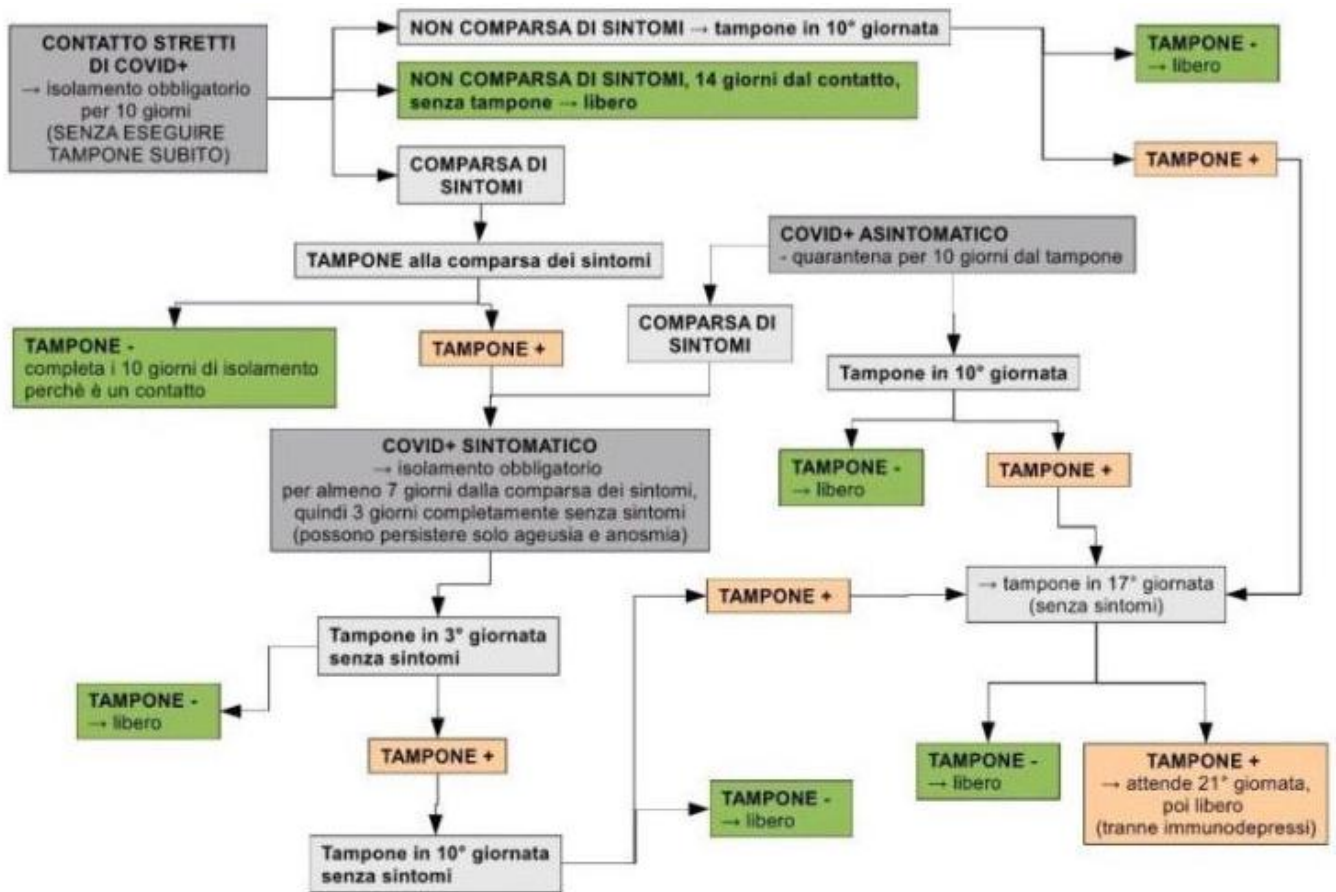 CONTATTO STRETTI
DI COVID+
→ isolamento obbligatorio
per 10 giorni
(SENZA ESEGUIRE
TAMPONE SUBITO)
NON COMPARSA DI SINTOMI → tampone in 10° giornata
NON COMPARSA DI SINTOMI, 14 giorni dal contatto,
senza tampone → libero
COMPARSA DI
SINTOMI
TAMPONE -
→ libero
TAMPONE +
TAMPONE alla comparsa dei sintomi
COVID+ ASINTOMATICO
- quarantena per 10 giorni dal tampone
TAMPONE -
completa i 10 giorni di isolamento
perchè è un contatto
TAMPONE +
COMPARSA DI
SINTOMI
Tampone in 10° giornata
COVID+ SINTOMATICO
→ isolamento obbligatorio
per almeno 7 giorni dalla comparsa dei sintomi,
quindi 3 giorni completamente senza sintomi
(possono persistere solo ageusia e anosmia)
TAMPONE -
→ libero
TAMPONE +
Tampone in 3° giornata
senza sintomi
TAMPONE +
→ tampone in 17° giornata
(senza sintomi)
TAMPONE -
→ libero
TAMPONE +
Tampone in 10° giornata
senza sintomi
TAMPONE -
→ libero
TAMPONE -
→ libero
TAMPONE +
→ attende 21° giornata,
poi libero
(tranne immunodepressi)